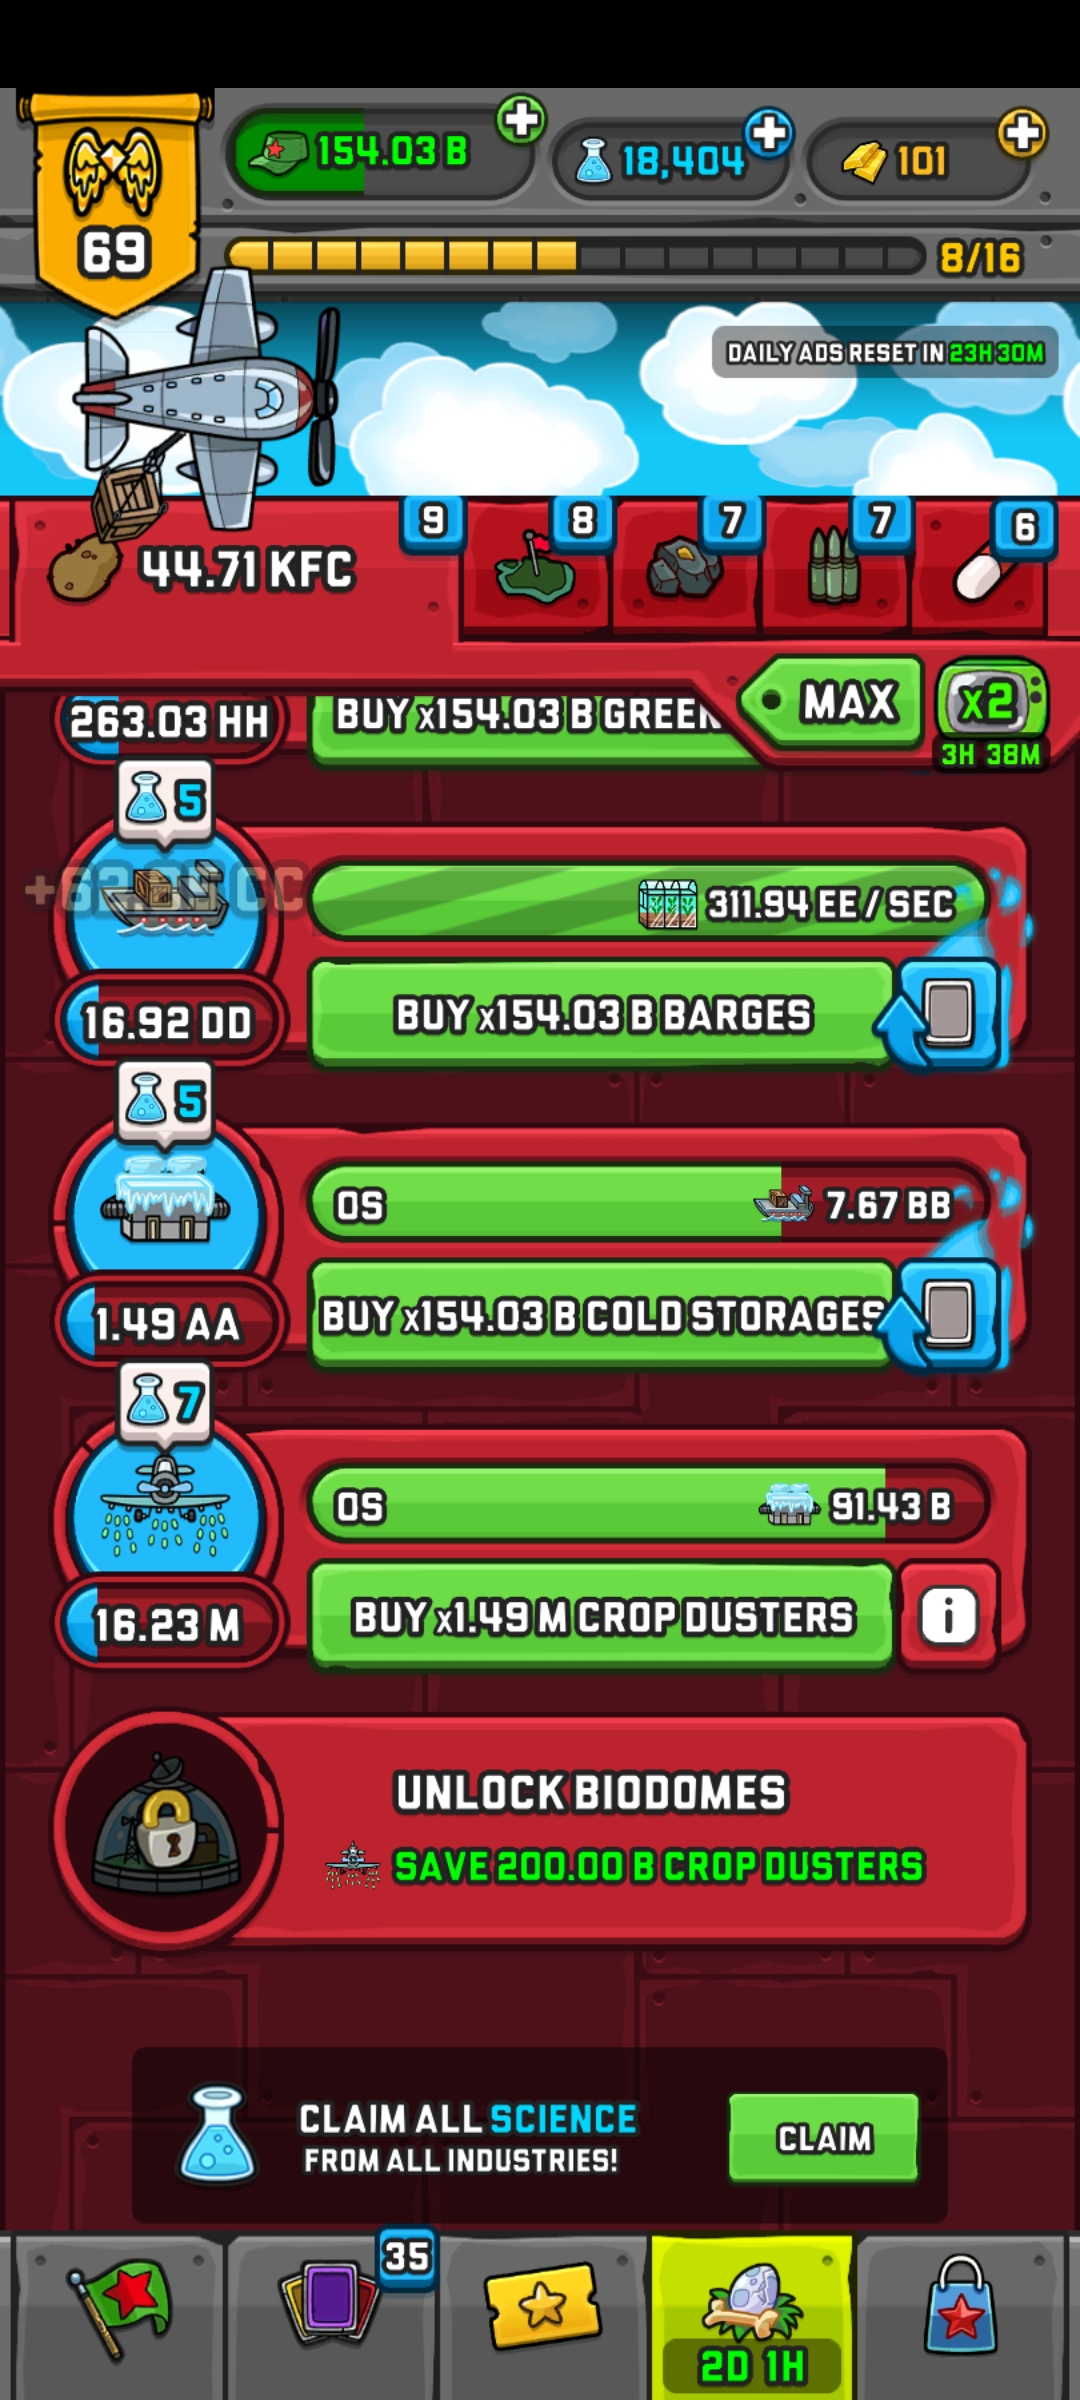 69
154.03 B
18,404
101
8/16
DAILY ADS RESET IN 23H 30M
44.71 KFC
9
8
7
7
6
MAX
x2
3H 38M
263.03 HH
BUY x154.03 B GREEN
5
311.94 EE / SEC
16.92 DD
BUY x154.03 B BARGES
5
0S
7.67 BB
1.49 AA
BUY x154.03 B COLD STORAGES
7
0S
91.43 B
16.23 M
BUY x1.49 M CROP DUSTERS
i
UNLOCK BIODOMES
SAVE 200.00 B CROP DUSTERS
CLAIM ALL SCIENCE
FROM ALL INDUSTRIES!
CLAIM
35
2D 1H